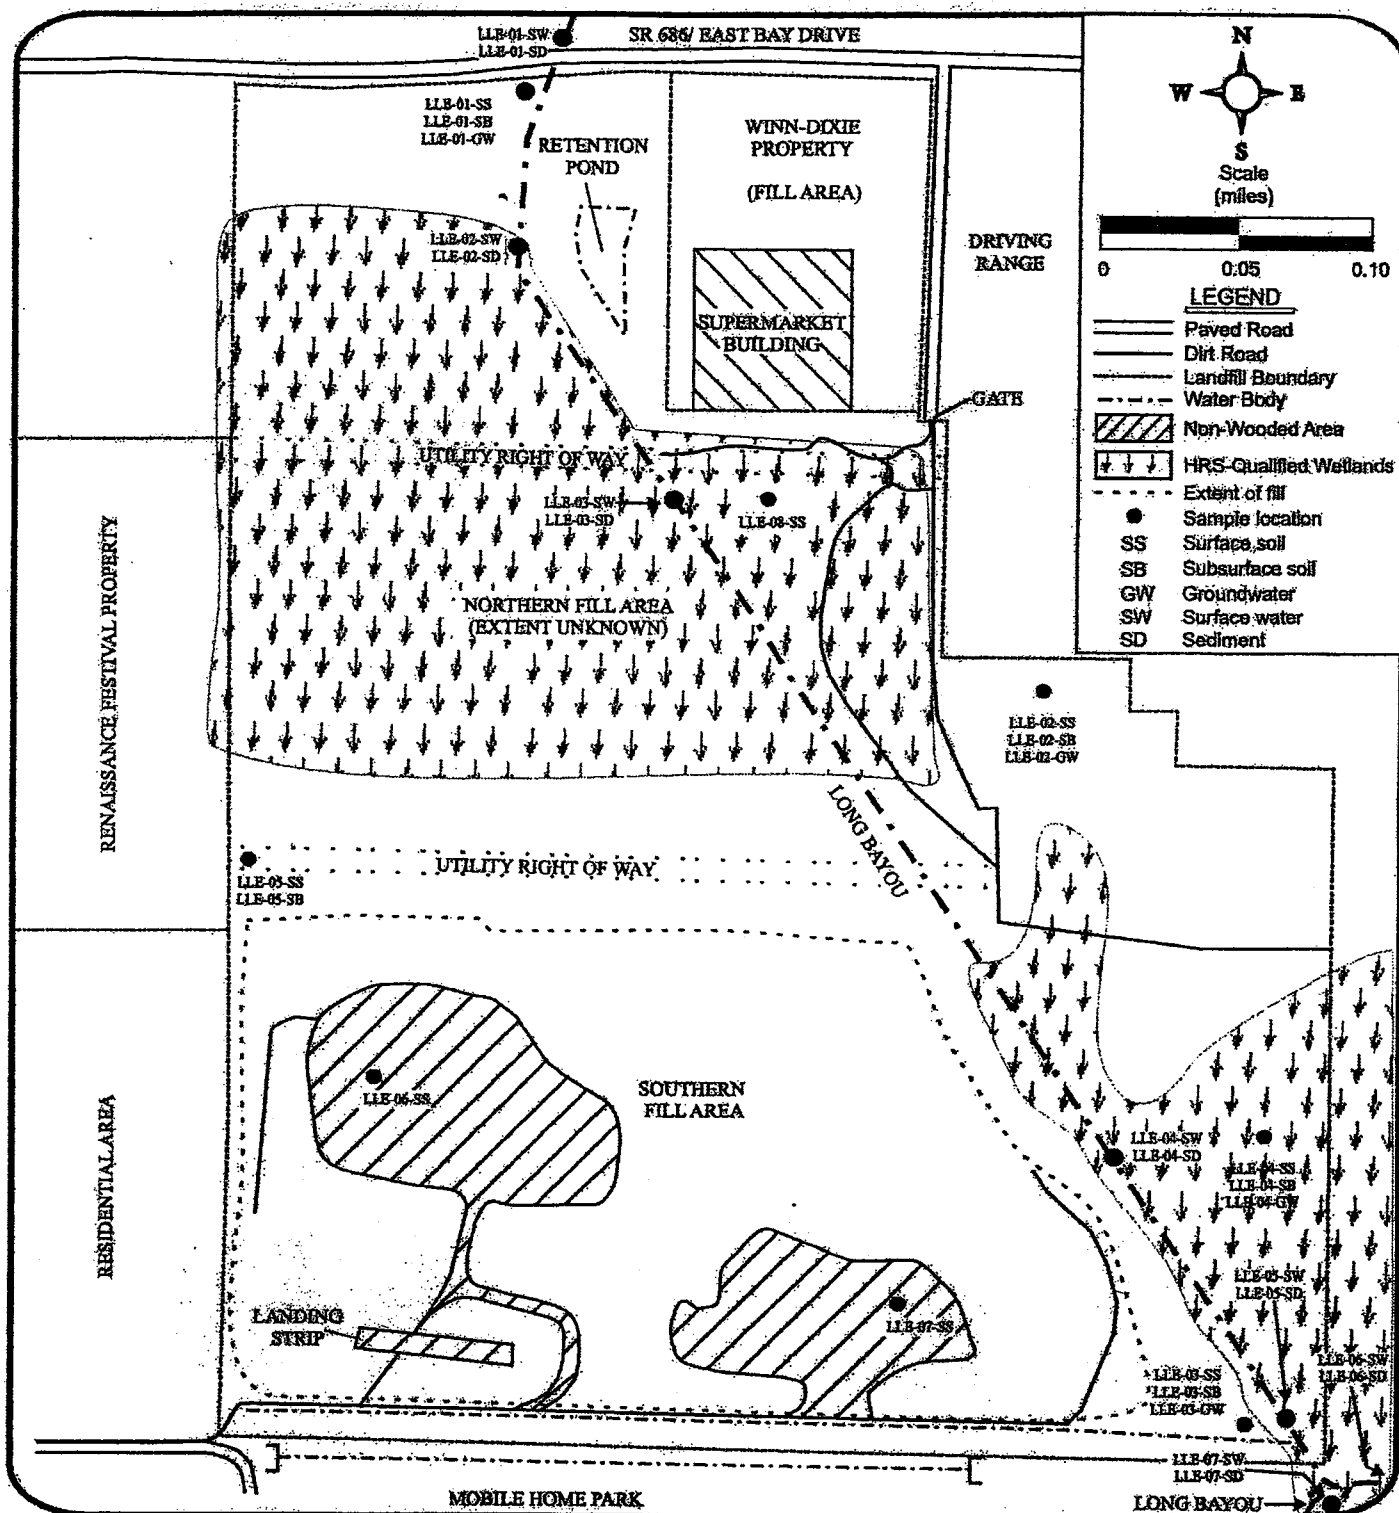 LLE-01-SW
LLE-01-SD
SR 686/ EAST BAY DRIVE
LLE-01-SS
LLE-01-SB
LLE-01-GW
RETENTION
POND
WINN-DIXIE
PROPERTY
(FILL AREA)
DRIVING
RANGE
N
W
E
S
Scale
(miles)
0
0.05
0.10
LEGEND
Paved Road
Dirt Road
Landfill Boundary
Water Body
Non-Wooded Area
HRS-Qualified Wetlands
Extent of fill
Sample location
SS Surface soil
SB Subsurface soil
GW Groundwater
SW Surface water
SD Sediment
LLE-02-SW
LLE-02-SD
SUPERMARKET
BUILDING
GATE
UTILITY RIGHT OF WAY
LLE-03-SW
LLE-03-SD
LLE-08-SS
NORTHERN FILL AREA
(EXTENT UNKNOWN)
RENAISSANCE FESTIVAL PROPERTY
LLE-02-SS
LLE-02-SB
LLE-02-GW
LONG BAYOU
UTILITY RIGHT OF WAY
LLE-05-SS
LLE-05-SB
LLE-06-SS
SOUTHERN
FILL AREA
RESIDENTIAL AREA
LLE-04-SW
LLE-04-SD
LLE-04-SS
LLE-04-SB
LLE-04-GW
LLE-05-SW
LLE-05-SD
LANDING
STRIP
LLE-07-SS
LLE-06-SW
LLE-06-SD
LLE-03-SS
LLE-03-SB
LLE-03-GW
LLE-07-SW
LLE-07-SD
MOBILE HOME PARK
LONG BAYOU